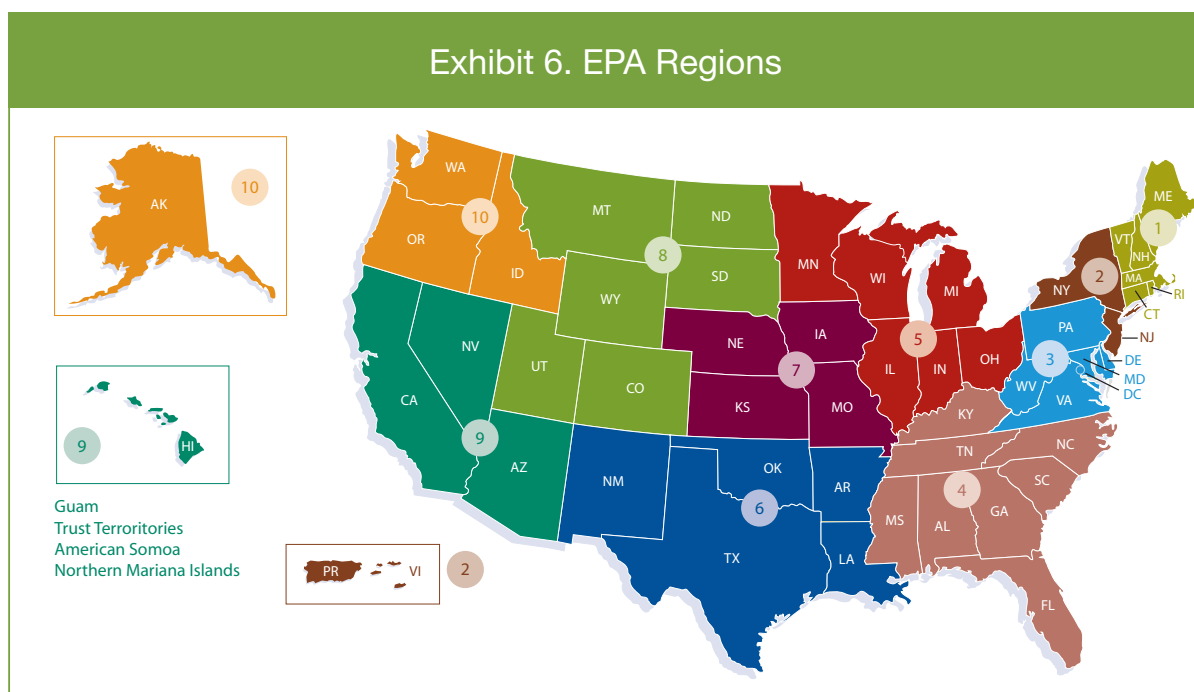 Exhibit 6. EPA Regions
AK
10
9
HI
Guam
Trust Terroritories
American Somoa
Northern Mariana Islands
PR
VI
2
WA
OR
ID
10
MT
ND
SD
WY
UT
CO
8
NV
CA
AZ
9
NE
IA
KS
MO
7
MN
WI
MI
IL
IN
OH
5
NM
OK
AR
TX
LA
6
KY
TN
NC
SC
MS
AL
GA
FL
4
PA
WV
VA
DE
MD
DC
3
NY
NJ
2
ME
VT
NH
MA
RI
CT
1